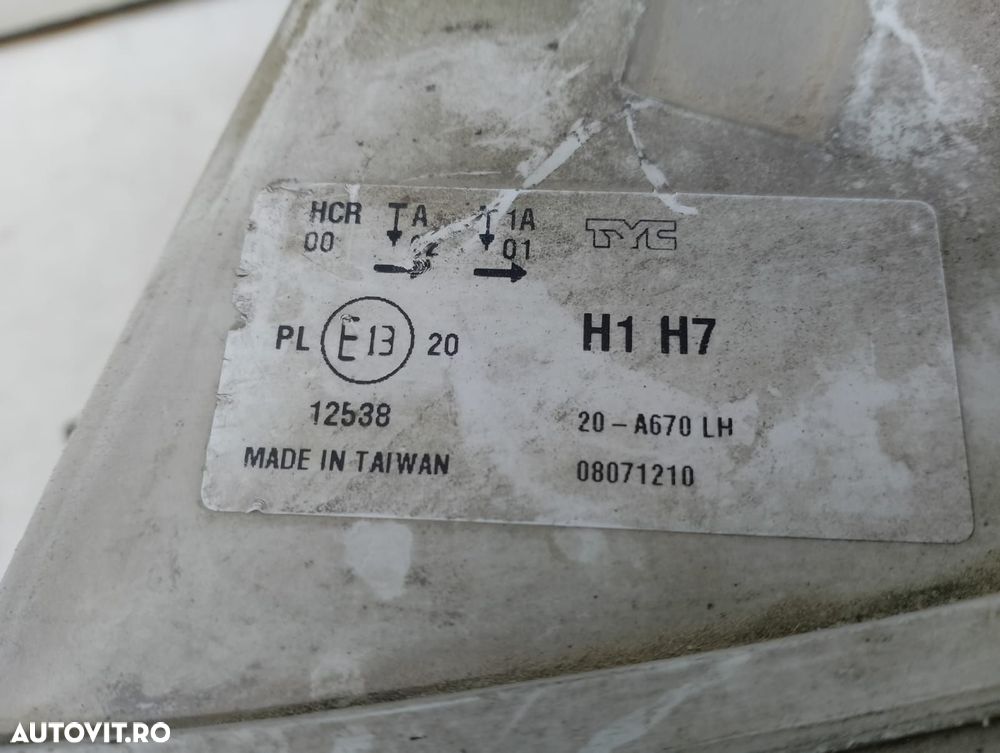 HCR A 1A
00 02 01
TYC
PL E13 20
H1 H7
12538
20-A670 LH
MADE IN TAIWAN
08071210
AUTOVIT.RO